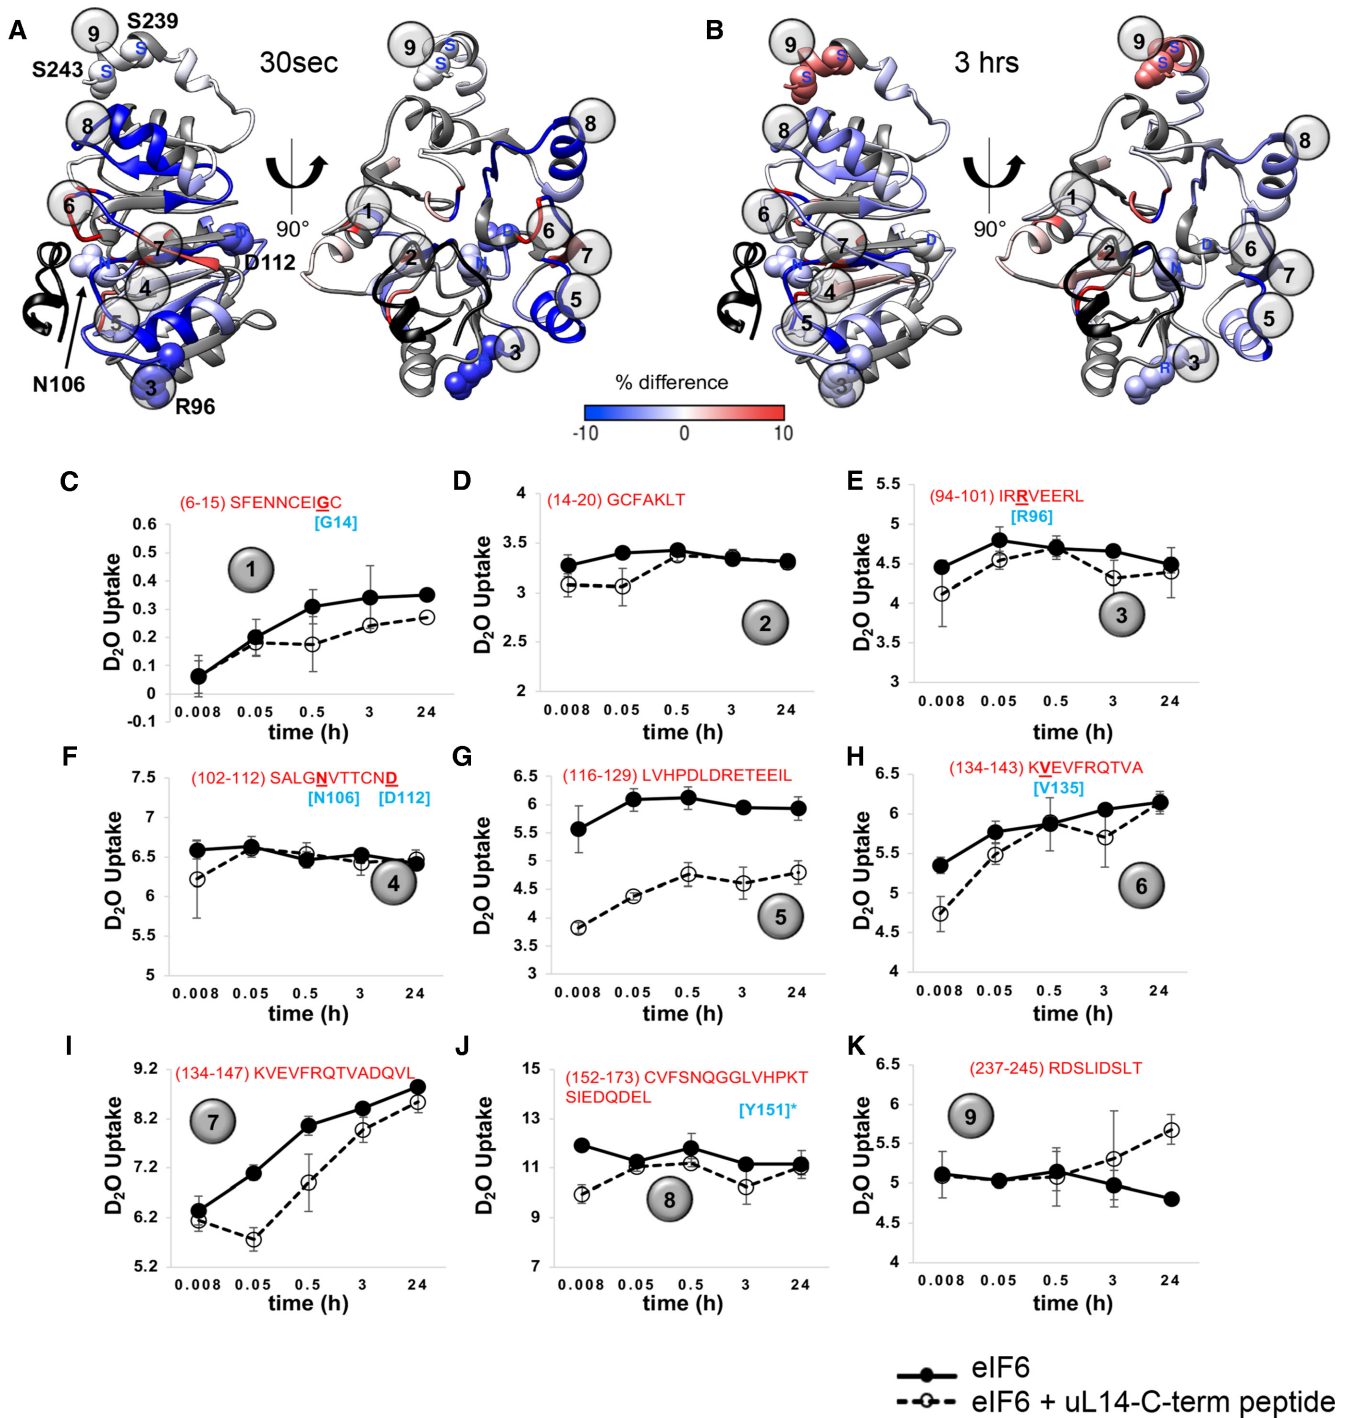 A
B
9
S239
S
S
S243
30sec
9
S
S
8
8
6
1
90°
6
7
D
D112
N
2
D
N
7
4
5
5
N106
3
R96
3
9
S
S
3 hrs
9
S
S
8
8
6
1
90°
7
D
2
D
6
N
N
7
4
5
5
R
3
R
3
% difference
-10
0
10
C
(6-15) SFENNCEIGC
[G14]
1
0.6
0.5
0.4
0.3
0.2
0.1
0
-0.1
D2O Uptake
0.008 0.05 0.5 3 24
time (h)
D
(14-20) GCFAKLT
2
4
3.5
3
2.5
2
D2O Uptake
0.008 0.05 0.5 3 24
time (h)
E
(94-101) IRRVEERL
[R96]
3
5.5
5
4.5
4
3.5
3
D2O Uptake
0.008 0.05 0.5 3 24
time (h)
F
(102-112) SALGNVTTCND
[N106] [D112]
4
7.5
7
6.5
6
5.5
5
D2O Uptake
0.008 0.05 0.5 3 24
time (h)
G
(116-129) LVHPDLDRETEEIL
5
6.5
6
5.5
5
4.5
4
3.5
3
D2O Uptake
0.008 0.05 0.5 3 24
time (h)
H
(134-143) KVEVFRQTVA
[V135]
6
6.5
6
5.5
5
4.5
4
D2O Uptake
0.008 0.05 0.5 3 24
time (h)
I
(134-147) KVEVFRQTVADQVL
7
9.2
8.2
7.2
6.2
5.2
D2O Uptake
0.008 0.05 0.5 3 24
time (h)
J
(152-173) CVFSNQGGLVHPKT
SIEDQDEL
[Y151]*
8
15
13
11
9
7
D2O Uptake
0.008 0.05 0.5 3 24
time (h)
K
(237-245) RDSLIDSLT
9
6.5
6
5.5
5
4.5
4
D2O Uptake
0.008 0.05 0.5 3 24
time (h)
eIF6
eIF6 + uL14-C-term peptide